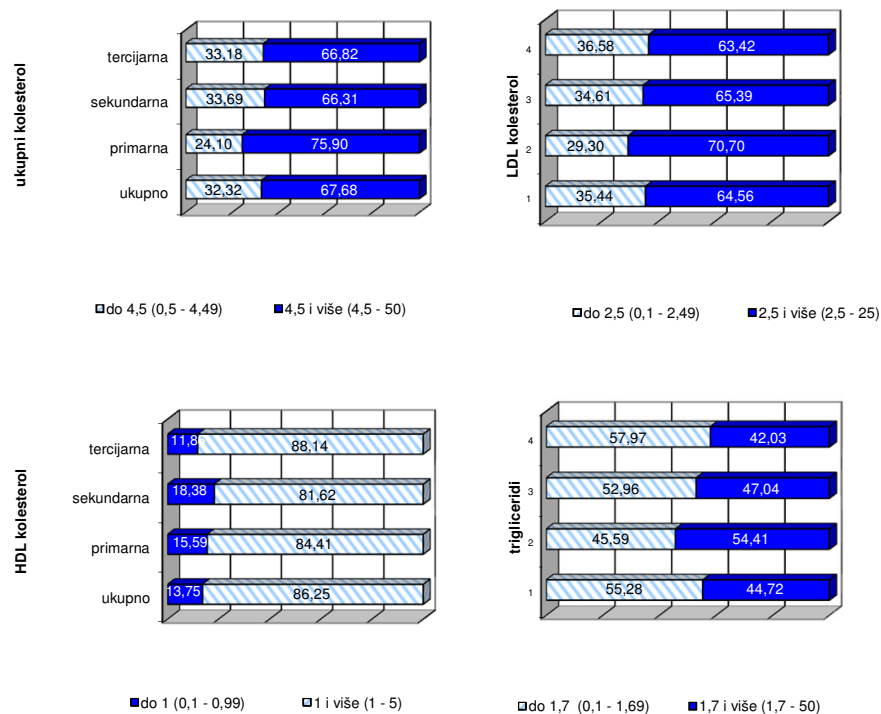 ukupni kolesterol
tercijarna 33,18 66,82
sekundarna 33,69 66,31
primarna 24,10 75,90
ukupno 32,32 67,68
do 4,5 (0,5 - 4,49) 4,5 i više (4,5 - 50)
LDL kolesterol
4 36,58 63,42
3 34,61 65,39
2 29,30 70,70
1 35,44 64,56
do 2,5 (0,1 - 2,49) 2,5 i više (2,5 - 25)
HDL kolesterol
tercijarna 11,8 88,14
sekundarna 18,38 81,62
primarna 15,59 84,41
ukupno 13,75 86,25
do 1 (0,1 - 0,99) 1 i više (1 - 5)
trigliceridi
4 57,97 42,03
3 52,96 47,04
2 45,59 54,41
1 55,28 44,72
do 1,7 (0,1 - 1,69) 1,7 i više (1,7 - 50)